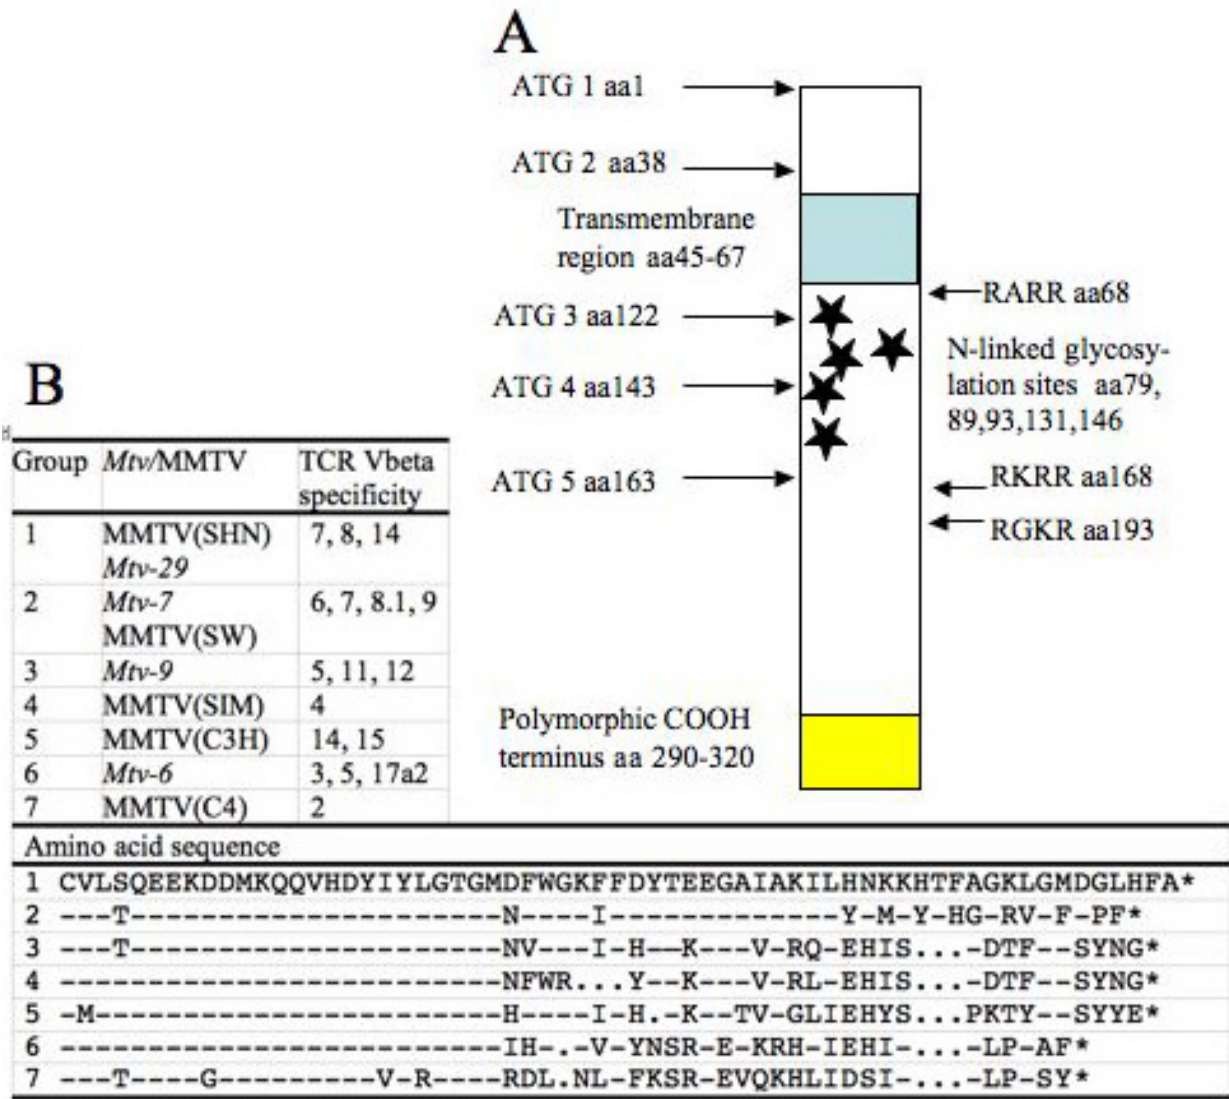 A
ATG 1 aa1
ATG 2 aa38
Transmembrane
region aa45-67
RARR aa68
ATG 3 aa122
N-linked glycosy-
lation sites aa79,
89,93,131,146
ATG 4 aa143
RKRR aa168
ATG 5 aa163
RGKR aa193
Polymorphic COOH
terminus aa 290-320
B
Group Mtv/MMTV TCR Vbeta
specificity
1 MMTV(SHN) 7, 8, 14
Mtv-29
2 Mtv-7 6, 7, 8.1, 9
MMTV(SW)
3 Mtv-9 5, 11, 12
4 MMTV(SIM) 4
5 MMTV(C3H) 14, 15
6 Mtv-6 3, 5, 17a2
7 MMTV(C4) 2
Amino acid sequence
1 CVLSQEEKDDMKQQVHDYIYLGTGMDFWGKFFDYTEEGAIAKILHNKKHTFAGKLGMDGLHFA*
2 ---T---------------------N----I-------------Y-M-Y-HG-RV-F-PF*
3 ---T---------------------NV---I-H--K---V-RQ-EHIS...-DTF--SYNG*
4 -------------------------NFWR...Y--K---V-RL-EHIS...-DTF--SYNG*
5 -M-----------------------H----I-H.-K--TV-GLIEHYS...PKTY--SYYE*
6 -------------------------IH-.-V-YNSR-E-KRH-IEHI-...-LP-AF*
7 ---T----G---------V-R----RDL.NL-FKSR-EVQKHLIDSI-...-LP-SY*